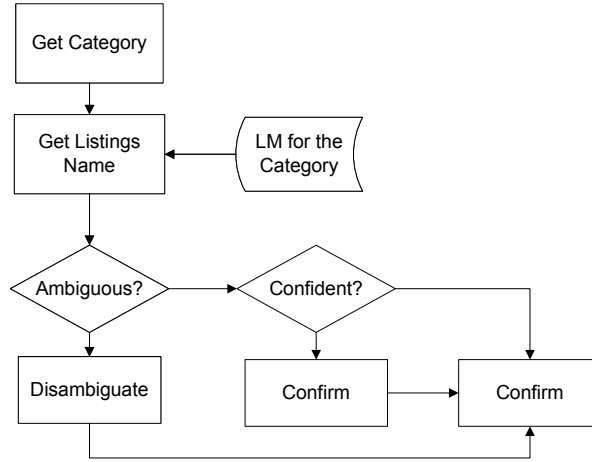 Get Category
Get Listings
Name
LM for the
Category
Ambiguous?
Confident?
Disambiguate
Confirm
Confirm